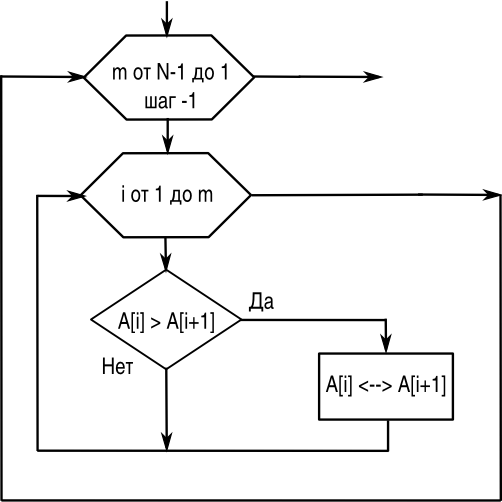 m от N-1 до 1
шаг -1
i от 1 до m
A[i] > A[i+1]
Да
Нет
A[i] <--> A[i+1]